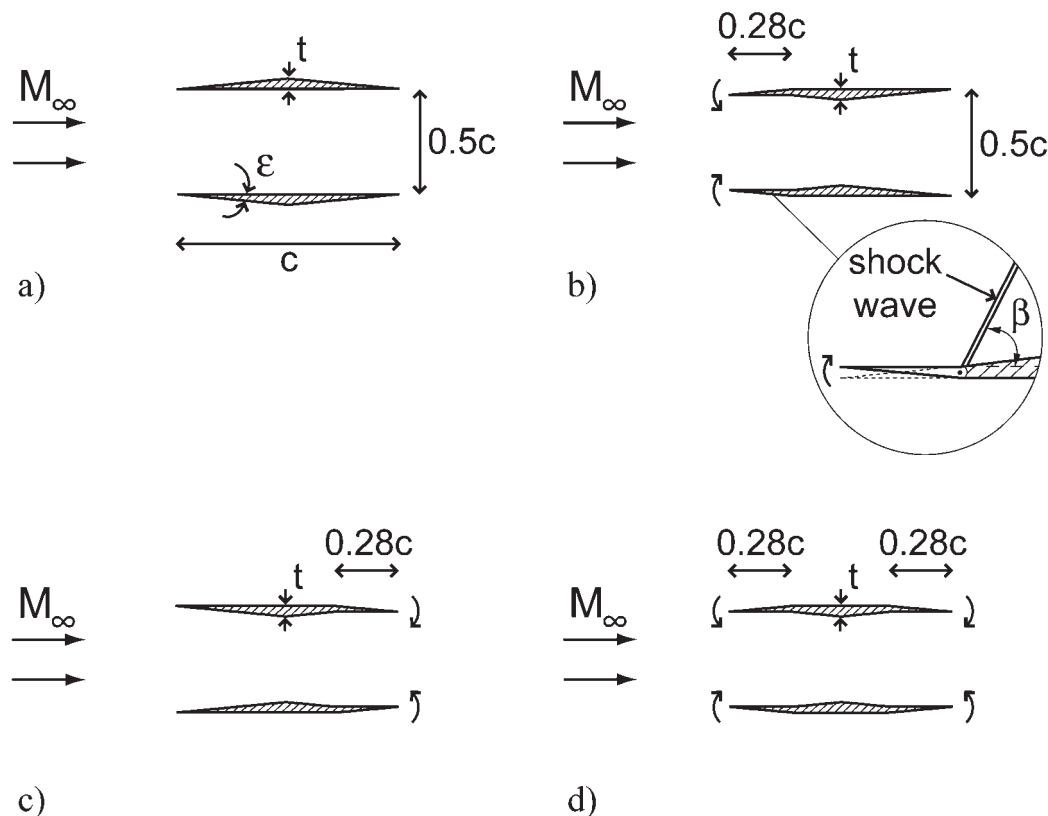 t
M∞
0.5c
ε
c
a)
0.28c
t
M∞
0.5c
shock
wave
β
b)
0.28c
t
M∞
c)
0.28c 0.28c
t
M∞
d)